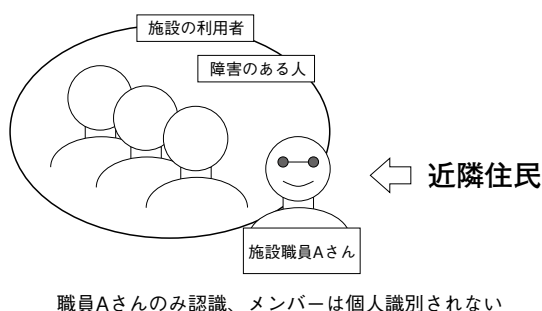 施設の利用者
障害のある人
近隣住民
施設職員Aさん
職員Aさんのみ認識、メンバーは個人識別されない